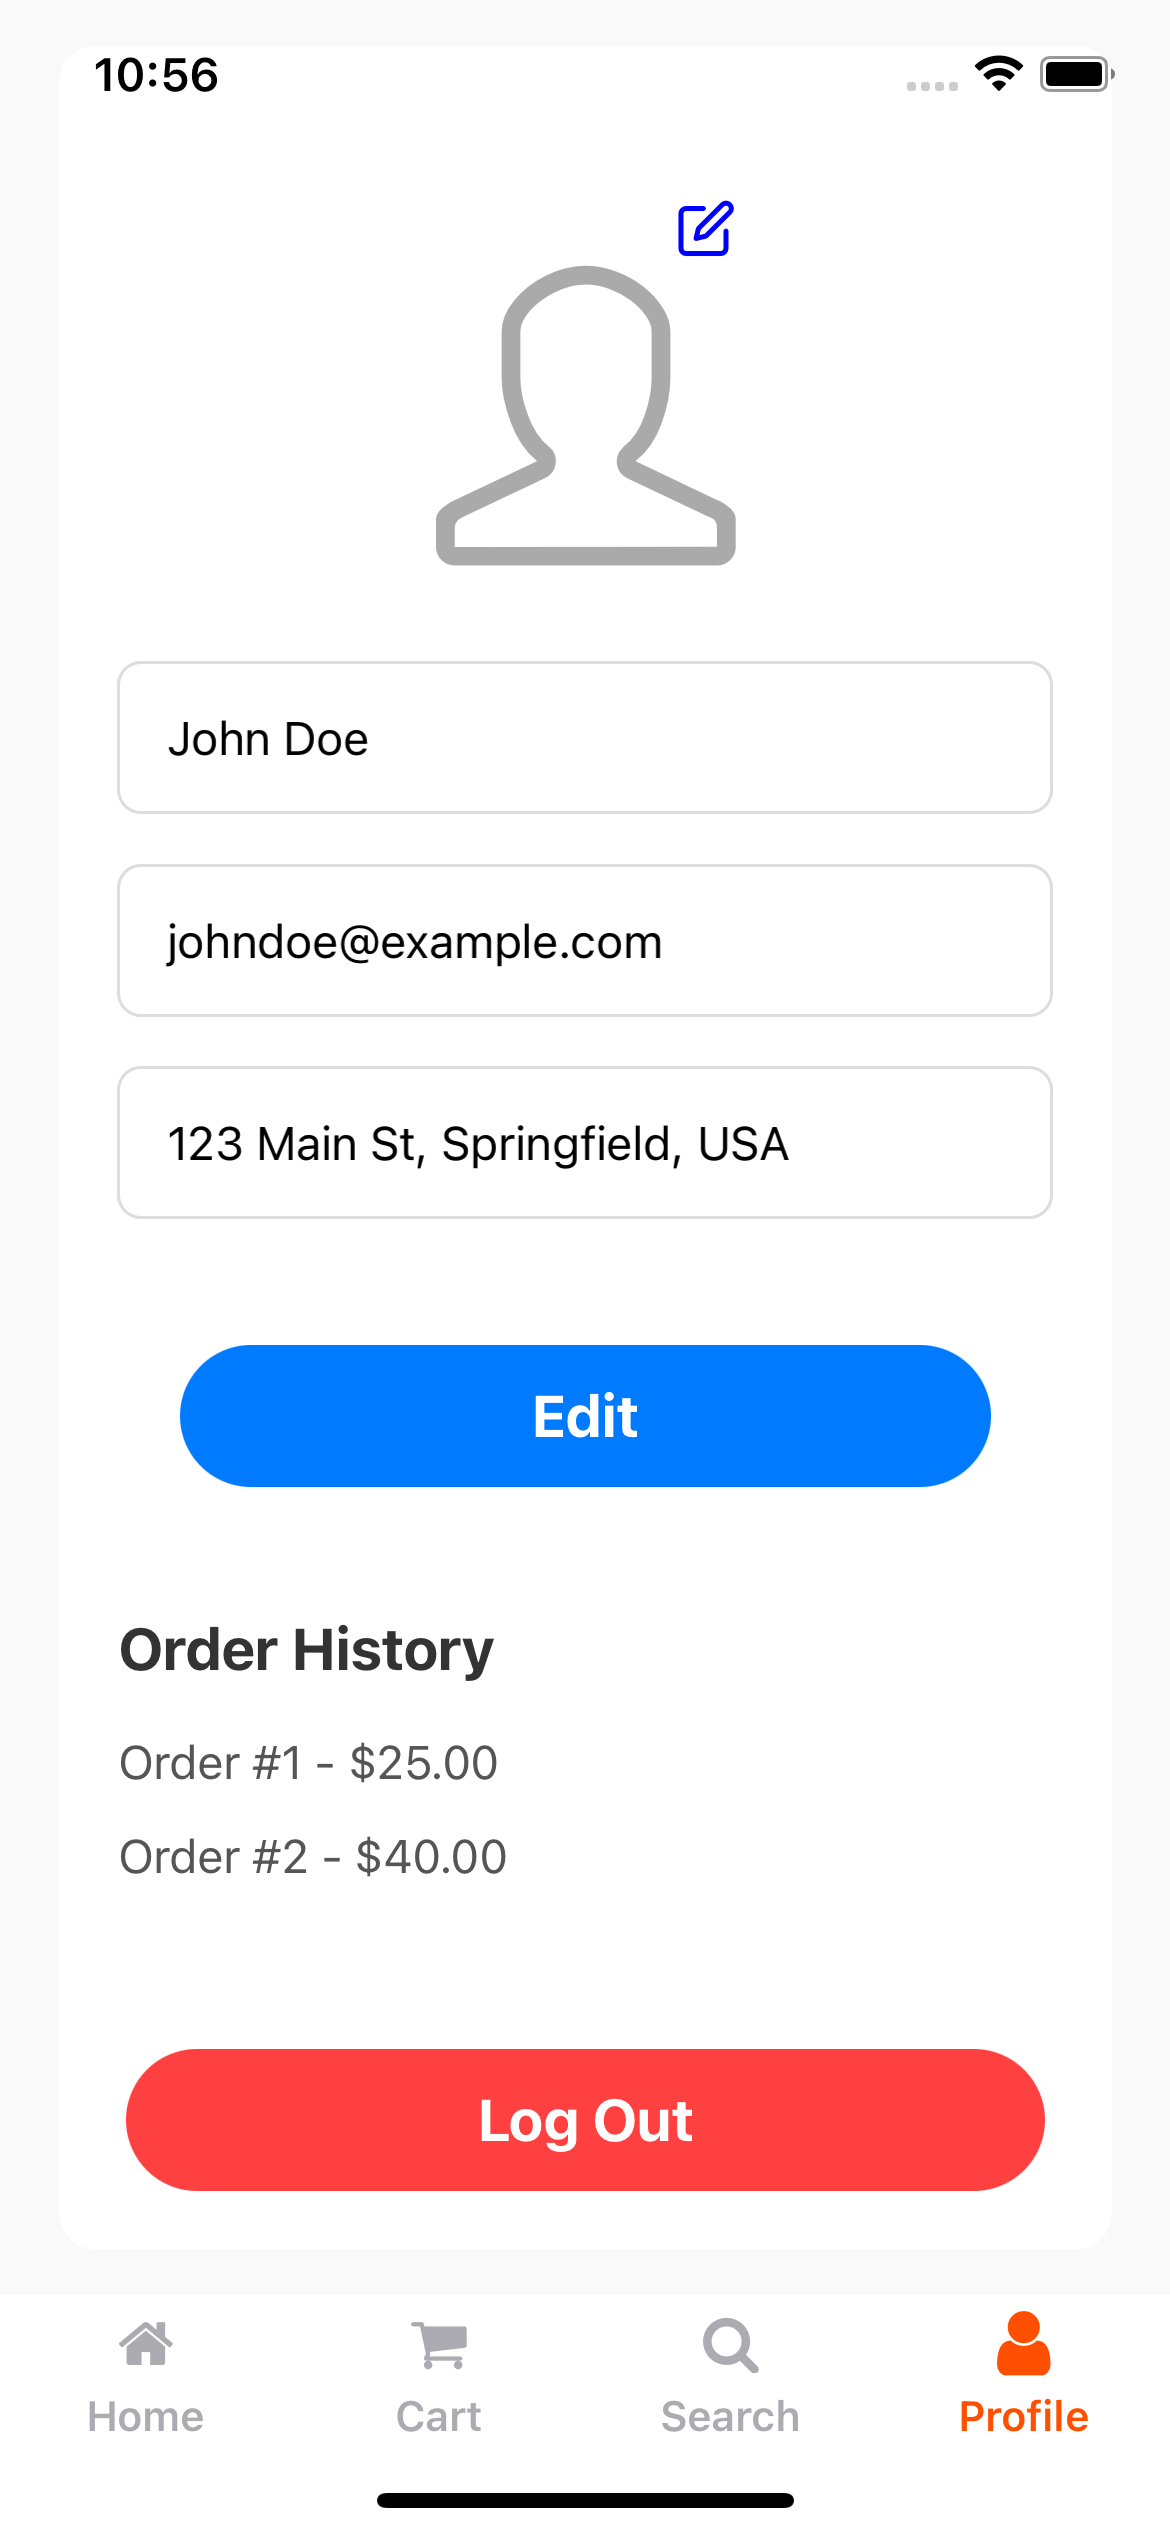 10:56
John Doe
johndoe@example.com
123 Main St, Springfield, USA
Edit
Order History
Order #1 - $25.00
Order #2 - $40.00
Log Out
Home Cart Search Profile